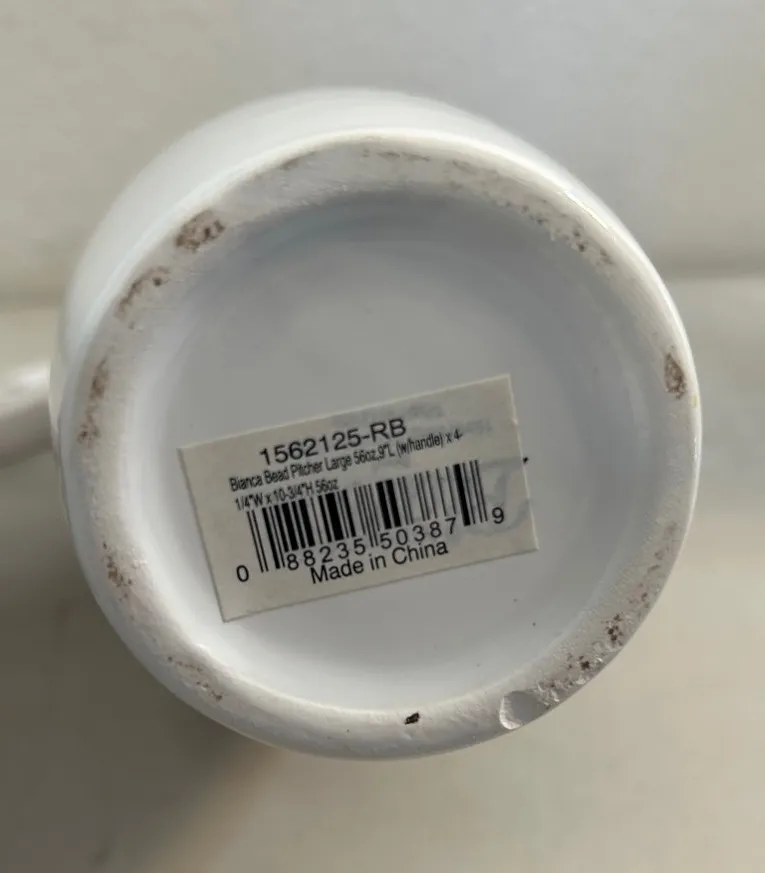 1562125-RB
Bianca Bead Pitcher Large 56oz,9"L (w/handle) x 4-
1/4"W x 10-3/4"H 56oz
0 88235 50387 9
Made in China